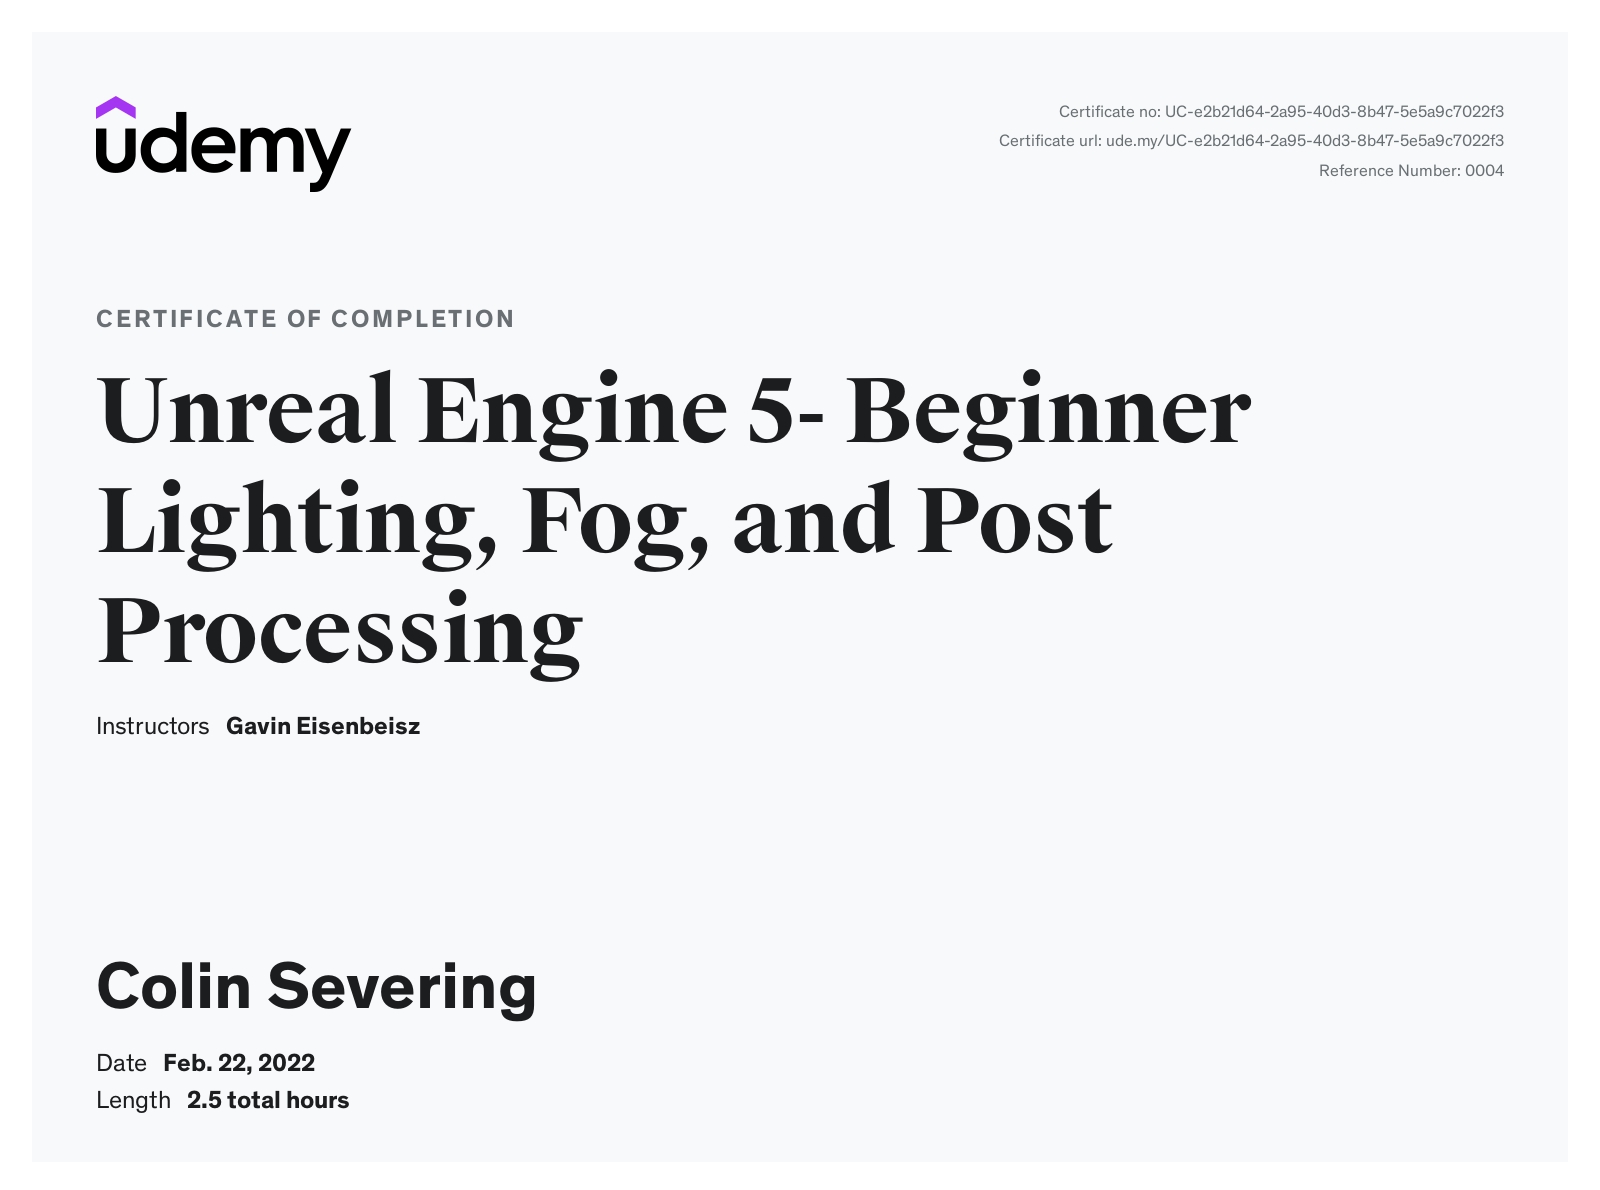 udemy
Certificate no: UC-e2b21d64-2a95-40d3-8b47-5e5a9c7022f3
Certificate url: ude.my/UC-e2b21d64-2a95-40d3-8b47-5e5a9c7022f3
Reference Number: 0004
CERTIFICATE OF COMPLETION
Unreal Engine 5- Beginner
Lighting, Fog, and Post
Processing
Instructors Gavin Eisenbeisz
Colin Severing
Date Feb. 22, 2022
Length 2.5 total hours